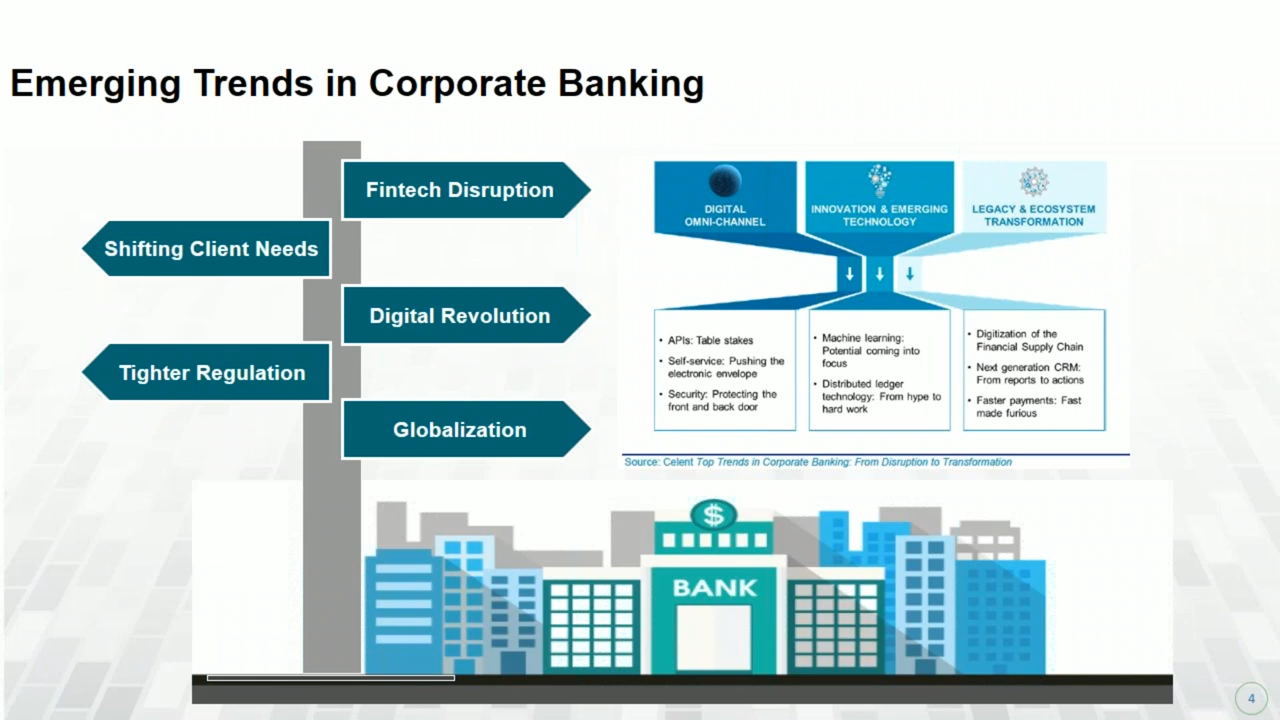 Emerging Trends in Corporate Banking
Fintech Disruption
Shifting Client Needs
Digital Revolution
Tighter Regulation
Globalization
DIGITAL
OMNI-CHANNEL
INNOVATION & EMERGING
TECHNOLOGY
LEGACY & ECOSYSTEM
TRANSFORMATION
• APIs: Table stakes
• Self-service: Pushing the
electronic envelope
• Security: Protecting the
front and back door
• Machine learning:
Potential coming into
focus
• Distributed ledger
technology: From hype to
hard work
• Digitization of the
Financial Supply Chain
• Next generation CRM:
From reports to actions
• Faster payments: Fast
made furious
Source: Celent Top Trends in Corporate Banking: From Disruption to Transformation
$
BANK
4